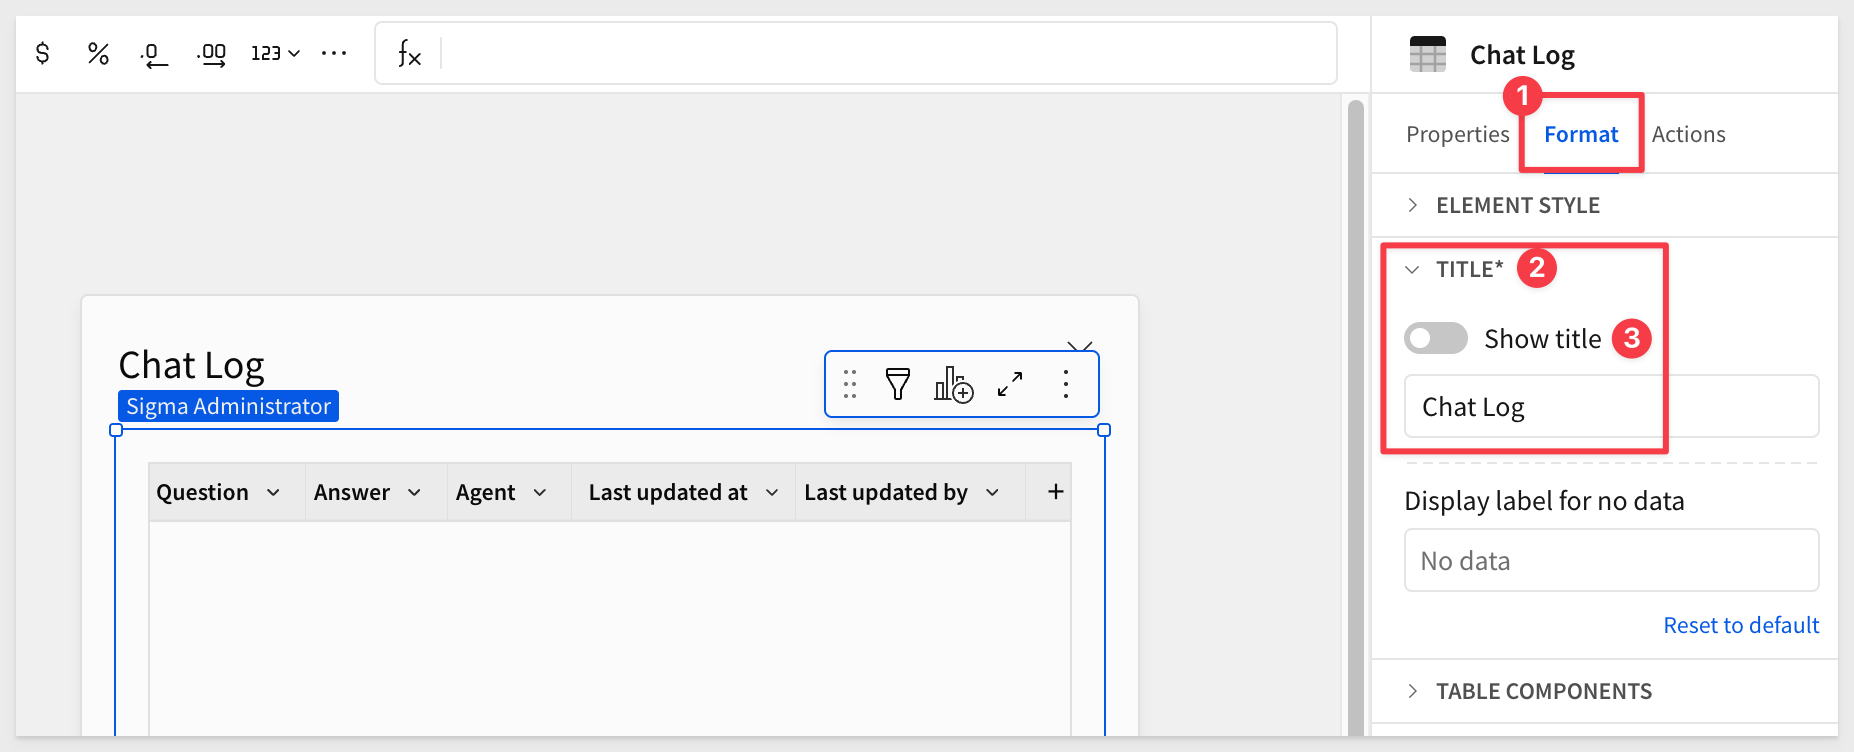 $ % .0 .00 123 ... fx
Chat Log
1
Properties Format Actions
ELEMENT STYLE
TITLE* 2
Show title 3
Chat Log
Display label for no data
No data
Reset to default
TABLE COMPONENTS
Chat Log
Sigma Administrator
Question Answer Agent Last updated at Last updated by +